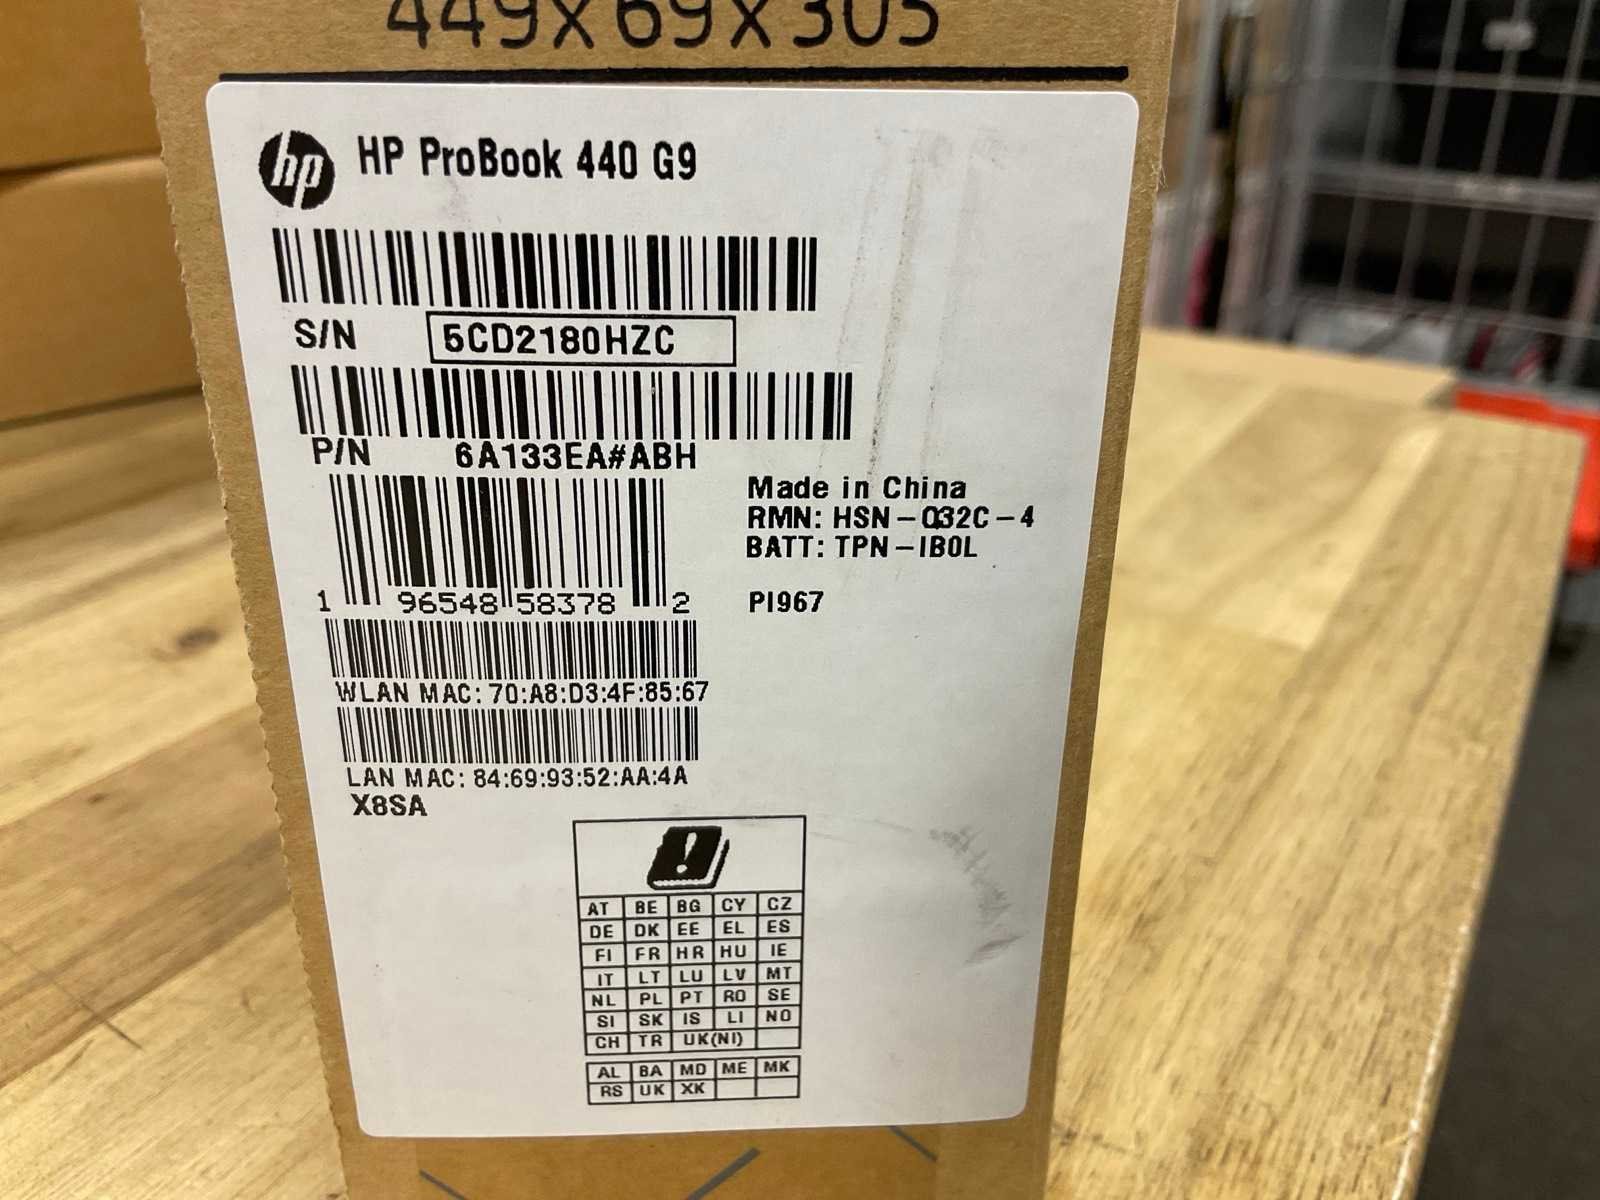 449X69X305
hp HP ProBook 440 G9
S/N 5CD2180HZC
P/N 6A133EA#ABH
Made in China
RMN: HSN-Q32C-4
BATT: TPN-IB0L
1 96548 58378 2
PI967
WLAN MAC: 70:A8:D3:4F:85:67
LAN MAC: 84:69:93:52:AA:4A
X8SA
!
AT BE BG CY CZ
DE DK EE EL ES
FI FR HR HU IE
IT LT LU LV MT
NL PL PT RO SE
SI SK IS LI NO
CH TR UK(NI)
AL BA MD ME MK
RS UK XK